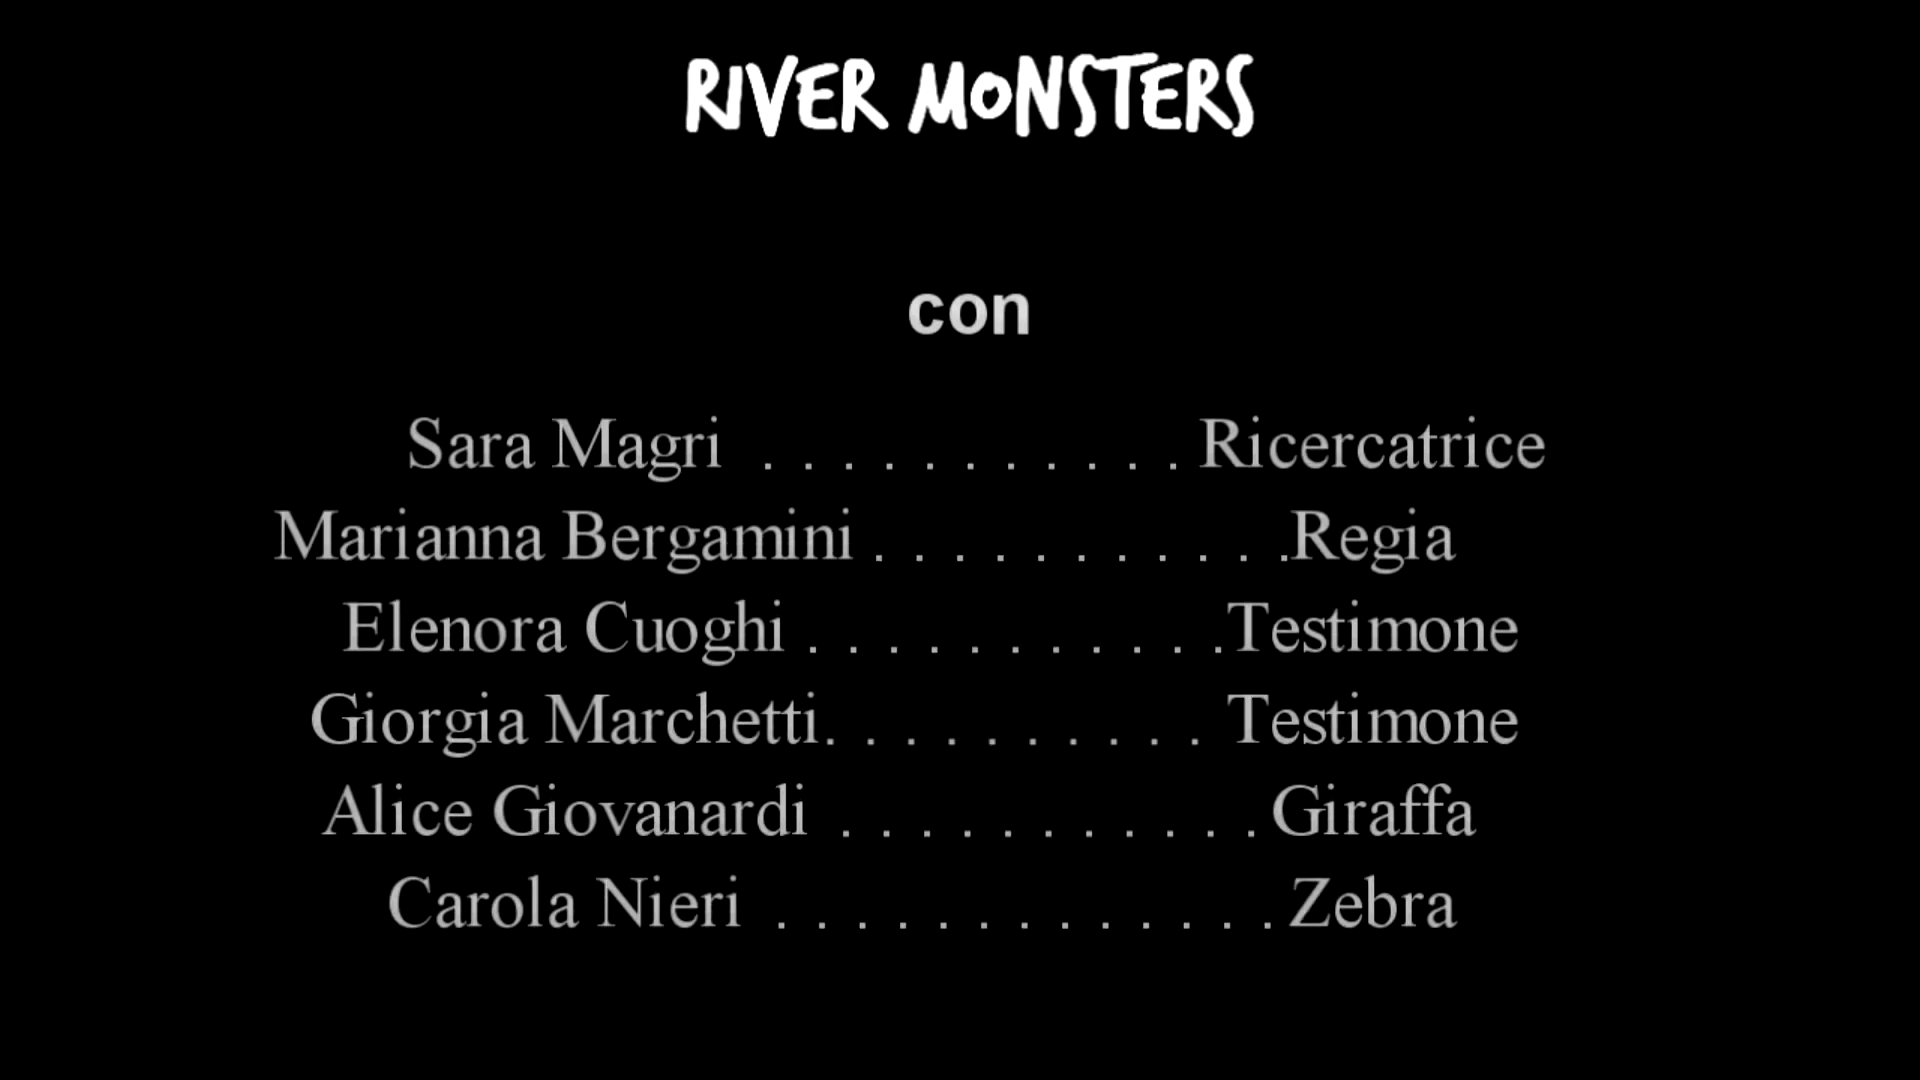 RIVER MONSTERS
con
Sara Magri . . . . . . . . . . . Ricercatrice
Marianna Bergamini . . . . . . . . . . .Regia
Elenora Cuoghi . . . . . . . . . . .Testimone
Giorgia Marchetti. . . . . . . . . . Testimone
Alice Giovanardi . . . . . . . . . . . Giraffa
Carola Nieri . . . . . . . . . . . . . Zebra